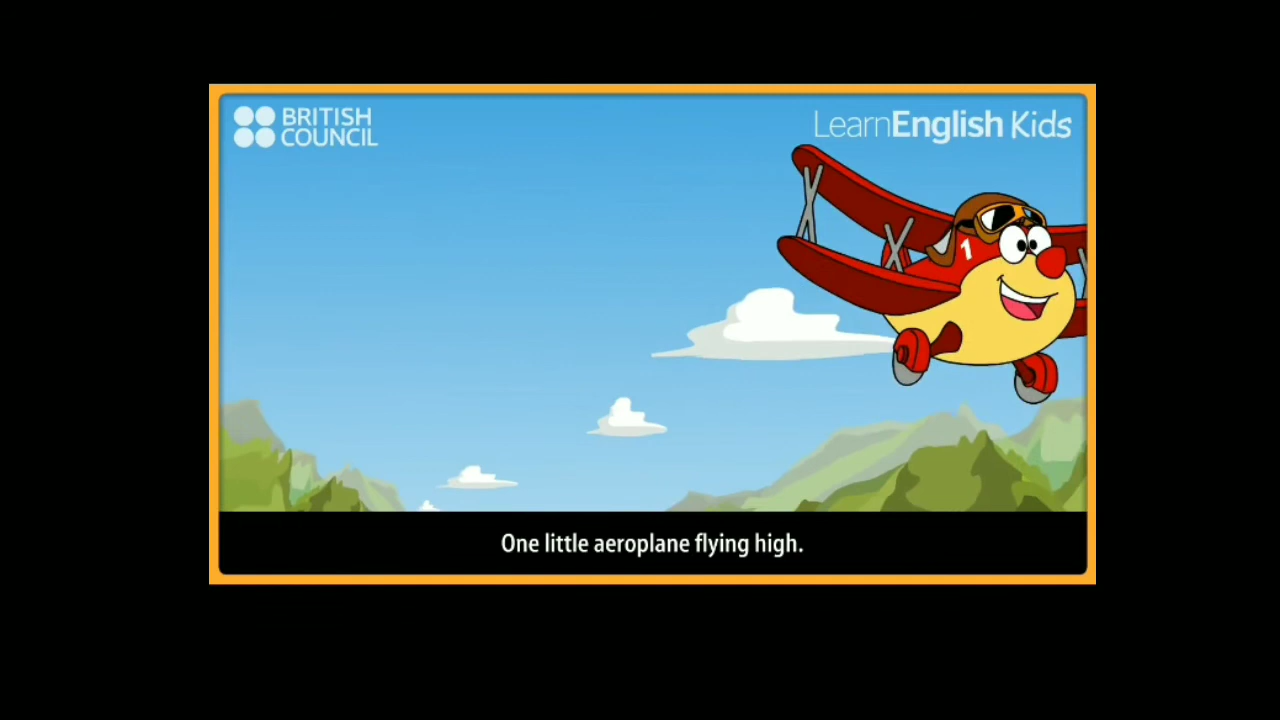 BRITISH
COUNCIL
LearnEnglish Kids
1
One little aeroplane flying high.